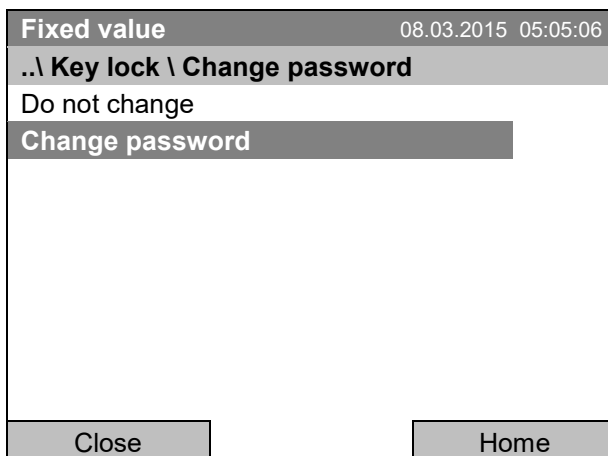 Fixed value 08.03.2015 05:05:06
..\ Key lock \ Change password
Do not change
Change password
Close Home